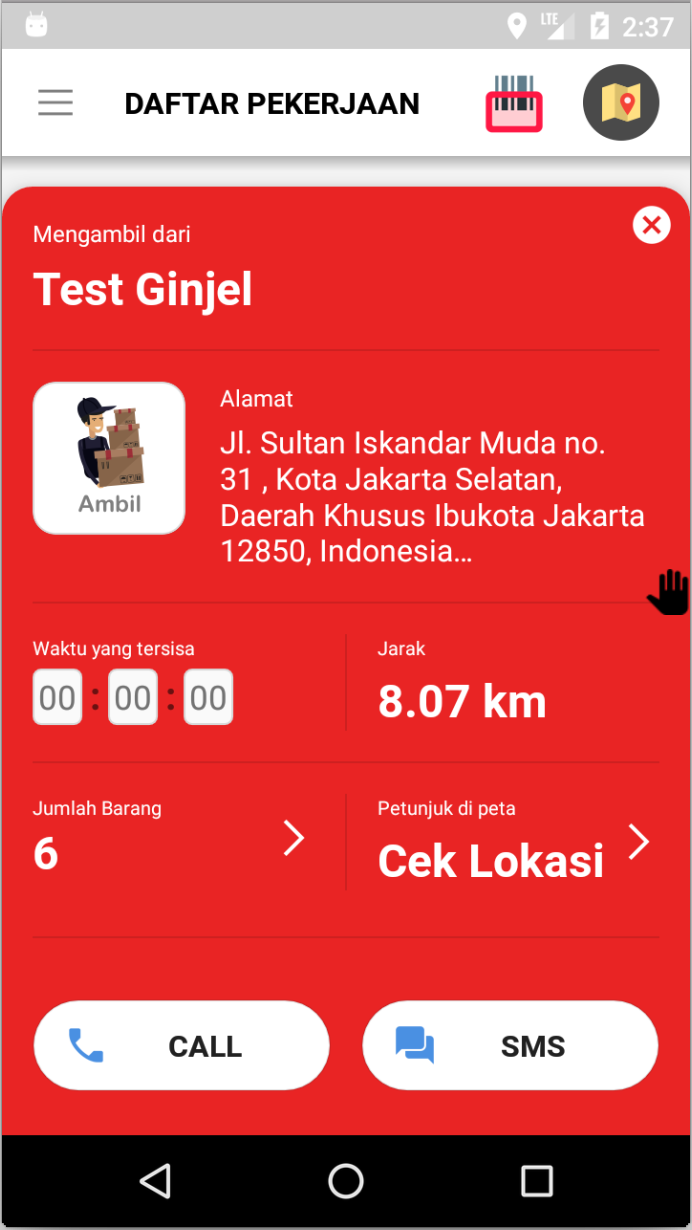 LTE 2:37
DAFTAR PEKERJAAN
Mengambil dari
Test Ginjel
Ambil
Alamat
Jl. Sultan Iskandar Muda no.
31 , Kota Jakarta Selatan,
Daerah Khusus Ibukota Jakarta
12850, Indonesia...
Waktu yang tersisa
00 : 00 : 00
Jarak
8.07 km
Jumlah Barang
6
Petunjuk di peta
Cek Lokasi
CALL
SMS